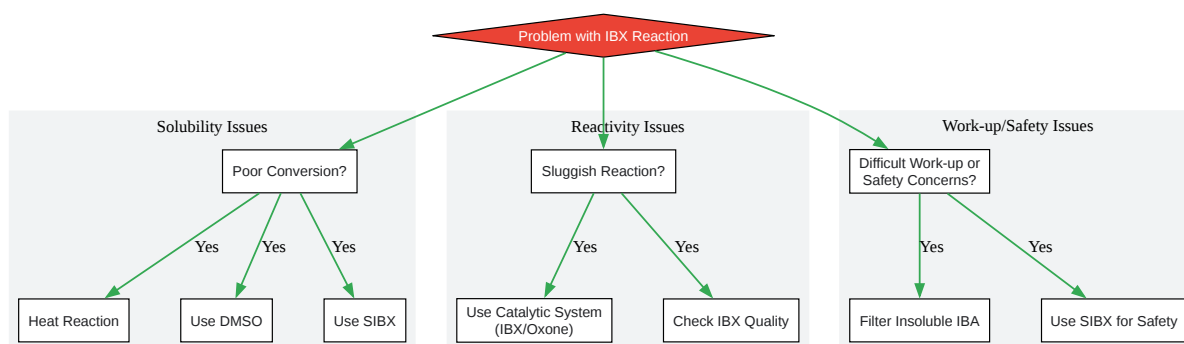 Problem with IBX Reaction
Solubility Issues
Reactivity Issues
Work-up/Safety Issues
Poor Conversion?
Sluggish Reaction?
Difficult Work-up or
Safety Concerns?
Yes
Yes
Yes
Yes
Yes
Yes
Yes
Heat Reaction
Use DMSO
Use SIBX
Use Catalytic System
(IBX/Oxone)
Check IBX Quality
Filter Insoluble IBA
Use SIBX for Safety